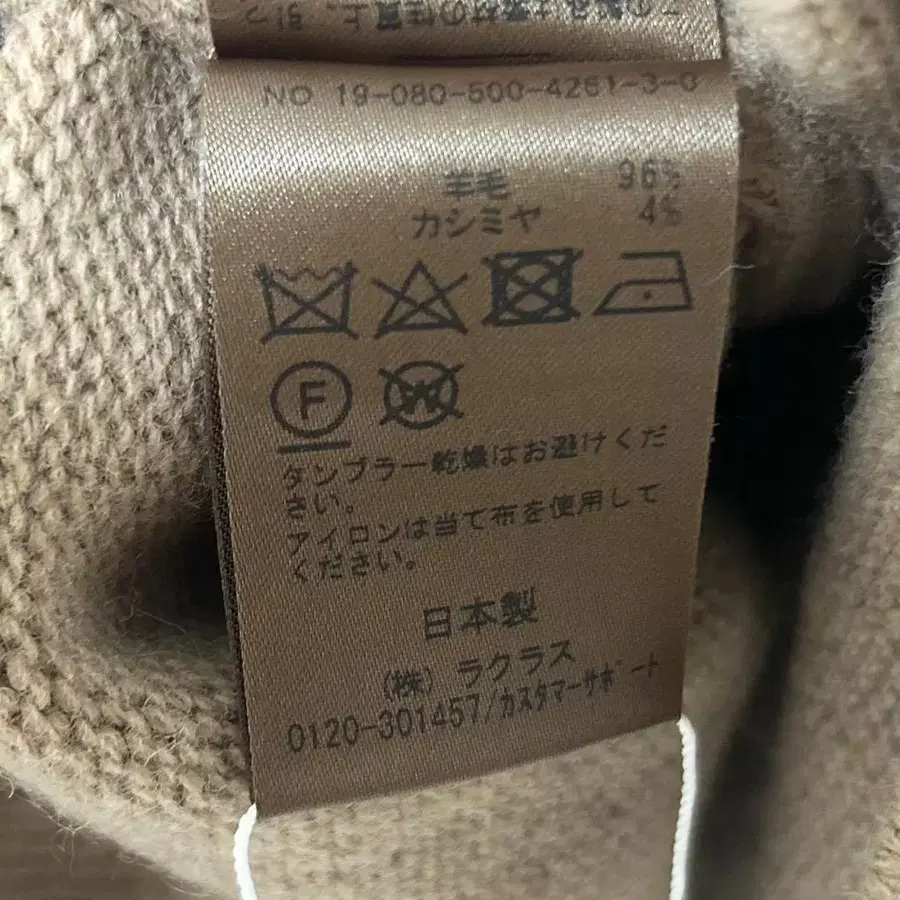 NO 19-080-500-4261-3-0
羊毛 96%
カシミヤ 4%
F
W
タンブラー乾燥はお避けくだ
さい。
アイロンは当て布を使用して
ください。
日本製
(株) ラクラス
0120-301457/カスタマーサポート